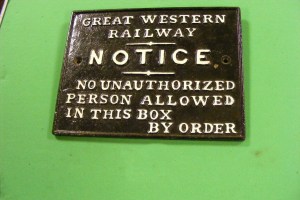 GREAT WESTERN
RAILWAY
NOTICE.
NO UNAUTHORIZED
PERSON ALLOWED
IN THIS BOX
BY ORDER